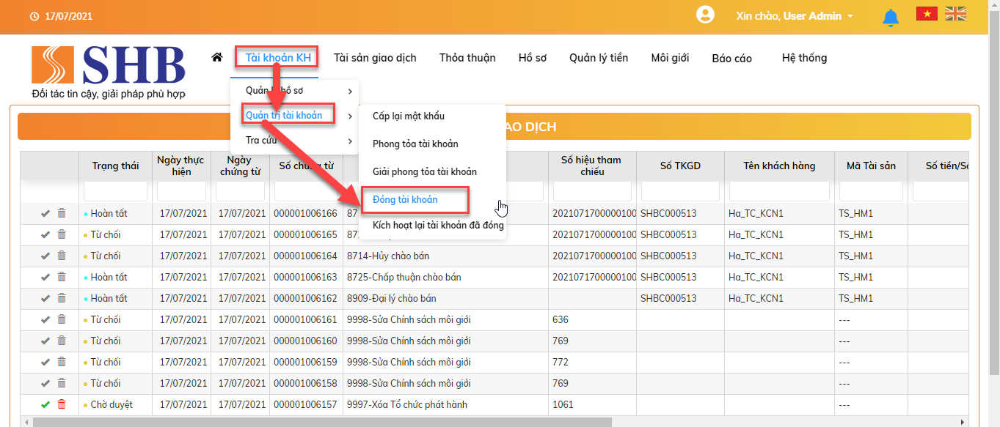 17/07/2021
Xin chào, User Admin
SHB
Đối tác tin cậy, giải pháp phù hợp
Tài khoản KH Tài sản giao dịch Thỏa thuận Hồ sơ Quản lý tiền Môi giới Báo cáo Hệ thống
hồ sơ
Quản trị tài khoản
Tra cứu
Cấp lại mật khẩu
Phong tỏa tài khoản
Giải phong tỏa tài khoản
Đóng tài khoản
Kích hoạt lại tài khoản đã đóng
DỊCH
Trạng thái Ngày thực hiện Ngày chứng từ Số từ Số hiệu tham chiếu Số TKGD Tên khách hàng Mã Tài sản Số
Hoàn tất 17/07/2021 17/07/2021 000001006166 2021071700000100 SHBC000513 Ha_TC_KCN1 TS_HM1
Từ chối 17/07/2021 17/07/2021 000001006165 2021071700000100 SHBC000513 Ha_TC_KCN1 TS_HM1
Từ chối 17/07/2021 17/07/2021 000001006164 8714-Hủy chào bán 2021071700000100 SHBC000513 Ha_TC_KCN1 TS_HM1
Hoàn tất 17/07/2021 17/07/2021 000001006163 8725-Chấp thuận chào bán 2021071700000100 SHBC000513 Ha_TC_KCN1 TS_HM1
Hoàn tất 17/07/2021 17/07/2021 000001006162 8909-Đại lý chào bán SHBC000513 Ha_TC_KCN1 TS_HM1
Từ chối 17/07/2021 17/07/2021 000001006161 9998-Sửa Chính sách môi giới 636 ---
Từ chối 17/07/2021 17/07/2021 000001006160 9998-Sửa Chính sách môi giới 769 ---
Từ chối 17/07/2021 17/07/2021 000001006159 9998-Sửa Chính sách môi giới 772 ---
Từ chối 17/07/2021 17/07/2021 000001006158 9998-Sửa Chính sách môi giới 769 ---
Chờ duyệt 17/07/2021 17/07/2021 000001006157 9997-Xóa Tổ chức phát hành 1061 ---